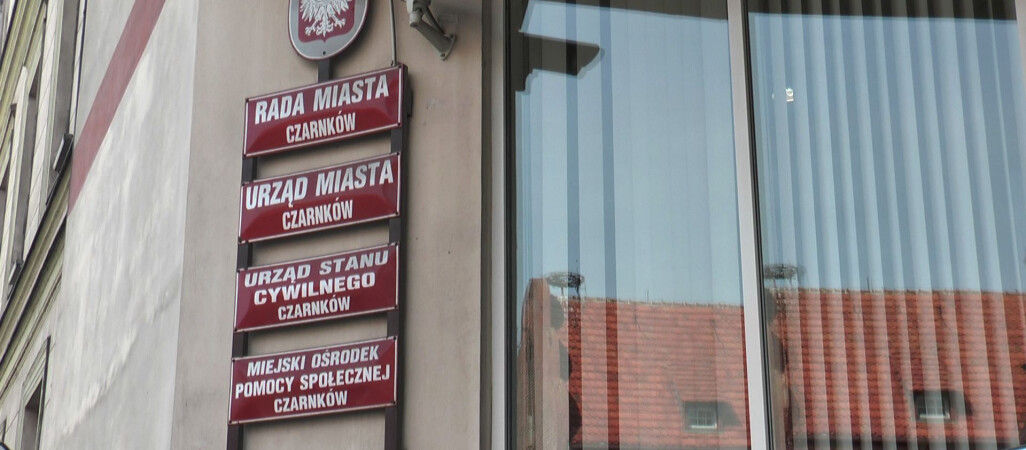 RADA MIASTA
CZARNKÓW
URZĄD MIASTA
CZARNKÓW
URZĄD STANU
CYWILNEGO
CZARNKÓW
MIEJSKI OŚRODEK
POMOCY SPOŁECZNEJ
CZARNKÓW